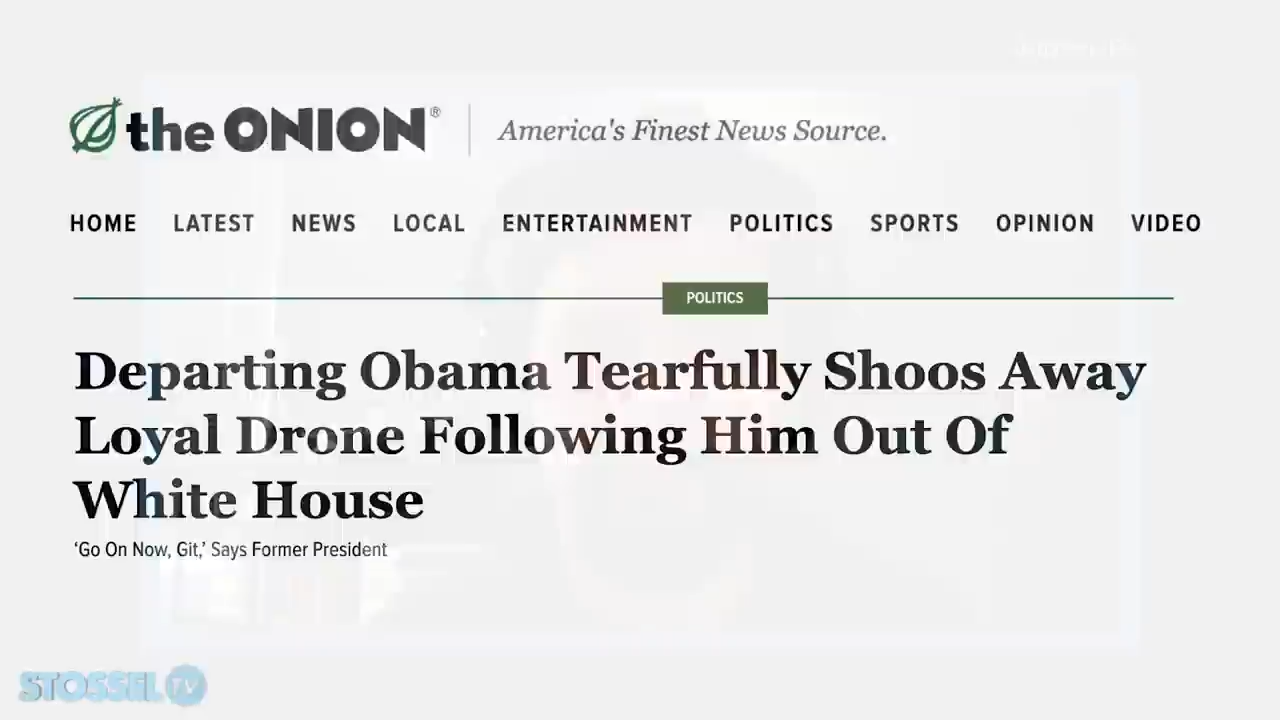 the ONION® America's Finest News Source.
HOME LATEST NEWS LOCAL ENTERTAINMENT POLITICS SPORTS OPINION VIDEO
POLITICS
Departing Obama Tearfully Shoos Away
Loyal Drone Following Him Out Of
White House
‘Go On Now, Git,’ Says Former President
STOSSEL TV